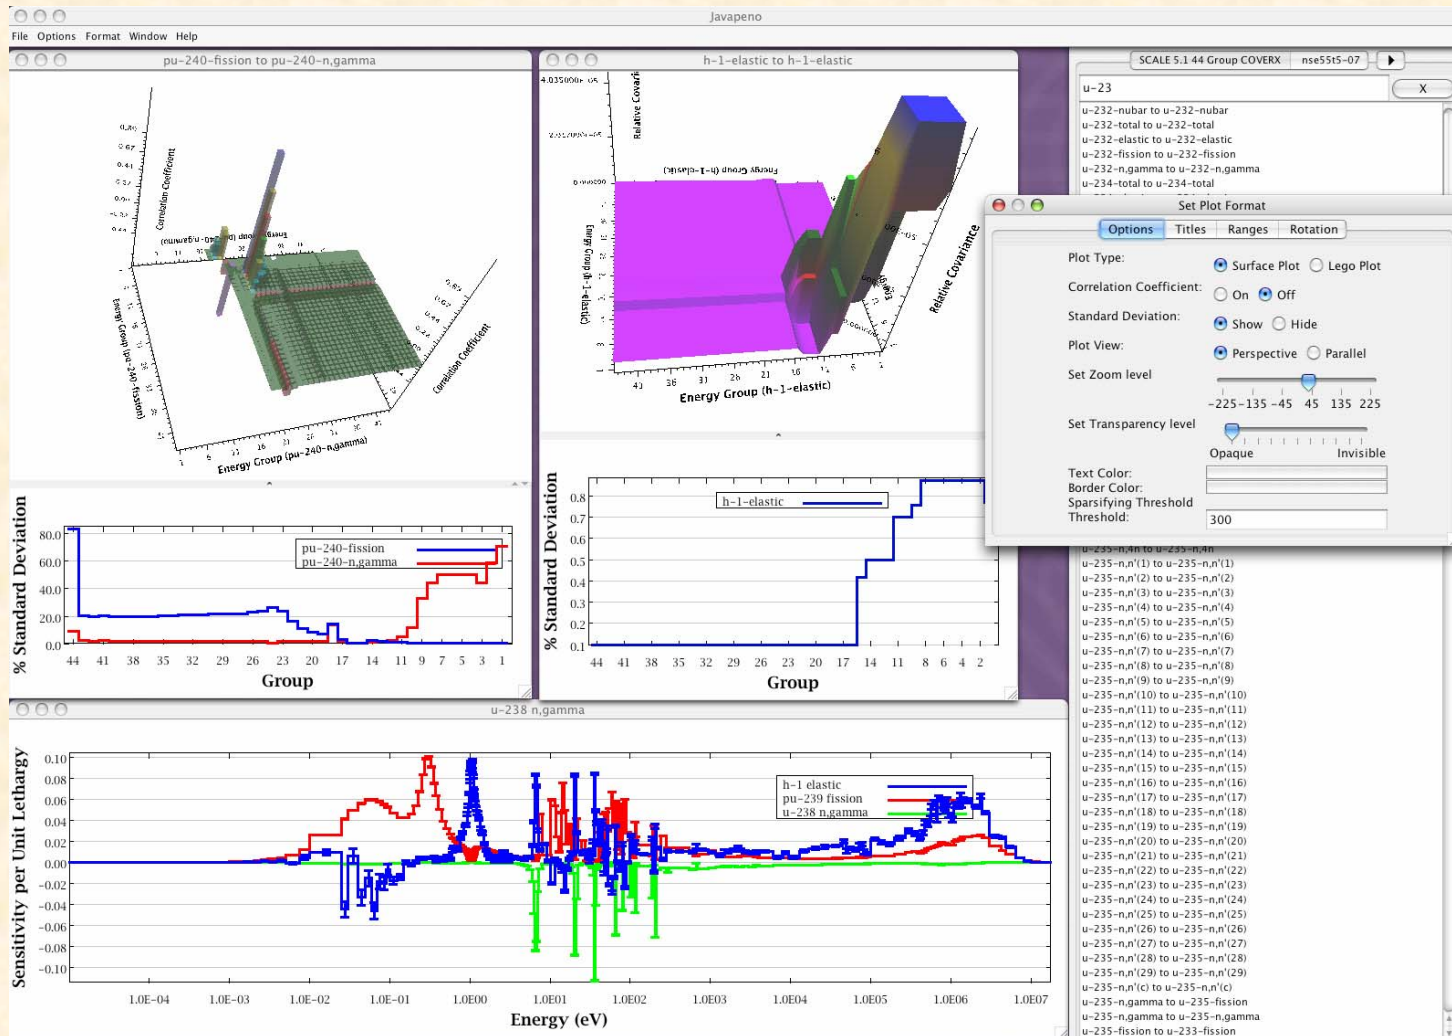 Javapeno
File Options Format Window Help
pu-240-fission to pu-240-n,gamma
Correlation Coefficient
Energy Group (pu-240-n,gamma)
Energy Group (pu-240-fission)
Correlation Coefficient
Energy Group (pu-240-n,gamma)
% Standard Deviation
80.0
60.0
40.0
20.0
0.0
pu-240-fission
pu-240-n,gamma
44 41 38 35 32 29 26 23 20 17 14 11 9 7 5 3 1
Group
h-1-elastic to h-1-elastic
Relative Covari
Energy Group (h-1-elastic)
Energy Group (h-1-elastic)
Relative Covariance
Energy Group (h-1-elastic)
% Standard Deviation
0.8
0.7
0.6
0.5
0.4
0.3
0.2
0.1
h-1-elastic
44 41 38 35 32 29 26 23 20 17 14 11 8 6 4 2
Group
SCALE 5.1 44 Group COVERX nse55t5-07
u-23 X
u-232-nubar to u-232-nubar
u-232-total to u-232-total
u-232-elastic to u-232-elastic
u-232-fission to u-232-fission
u-232-n,gamma to u-232-n,gamma
u-234-total to u-234-total
Set Plot Format
Options Titles Ranges Rotation
Plot Type: Surface Plot Lego Plot
Correlation Coefficient: On Off
Standard Deviation: Show Hide
Plot View: Perspective Parallel
Set Zoom level
-225 -135 -45 45 135 225
Set Transparency level
Opaque Invisible
Text Color:
Border Color:
Sparsifying Threshold
Threshold: 300
u-235-n,4n to u-235-n,4n
u-235-n,n'(1) to u-235-n,n'(1)
u-235-n,n'(2) to u-235-n,n'(2)
u-235-n,n'(3) to u-235-n,n'(3)
u-235-n,n'(4) to u-235-n,n'(4)
u-235-n,n'(5) to u-235-n,n'(5)
u-235-n,n'(6) to u-235-n,n'(6)
u-235-n,n'(7) to u-235-n,n'(7)
u-235-n,n'(8) to u-235-n,n'(8)
u-235-n,n'(9) to u-235-n,n'(9)
u-235-n,n'(10) to u-235-n,n'(10)
u-235-n,n'(11) to u-235-n,n'(11)
u-235-n,n'(12) to u-235-n,n'(12)
u-235-n,n'(13) to u-235-n,n'(13)
u-235-n,n'(14) to u-235-n,n'(14)
u-235-n,n'(15) to u-235-n,n'(15)
u-235-n,n'(16) to u-235-n,n'(16)
u-235-n,n'(17) to u-235-n,n'(17)
u-235-n,n'(18) to u-235-n,n'(18)
u-235-n,n'(19) to u-235-n,n'(19)
u-235-n,n'(20) to u-235-n,n'(20)
u-235-n,n'(21) to u-235-n,n'(21)
u-235-n,n'(22) to u-235-n,n'(22)
u-235-n,n'(23) to u-235-n,n'(23)
u-235-n,n'(24) to u-235-n,n'(24)
u-235-n,n'(25) to u-235-n,n'(25)
u-235-n,n'(26) to u-235-n,n'(26)
u-235-n,n'(27) to u-235-n,n'(27)
u-235-n,n'(28) to u-235-n,n'(28)
u-235-n,n'(29) to u-235-n,n'(29)
u-235-n,n'(c) to u-235-n,n'(c)
u-235-n,gamma to u-235-fission
u-235-n,gamma to u-235-n,gamma
u-235-fission to u-233-fission
u-238 n,gamma
Sensitivity per Unit Lethargy
0.10
0.08
0.06
0.04
0.02
0.00
-0.02
-0.04
-0.06
-0.08
-0.10
h-1 elastic
pu-239 fission
u-238 n,gamma
1.0E-04 1.0E-03 1.0E-02 1.0E-01 1.0E00 1.0E01 1.0E02 1.0E03 1.0E04 1.0E05 1.0E06 1.0E07
Energy (eV)